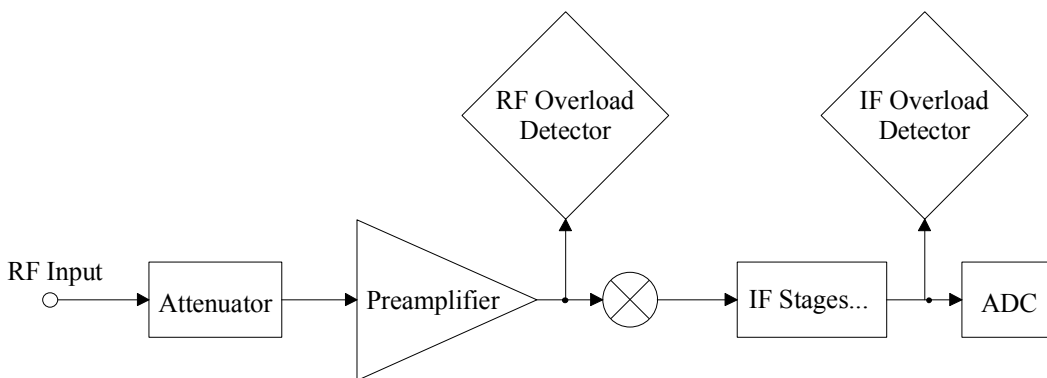 RF Overload
Detector
IF Overload
Detector
RF Input
Attenuator
Preamplifier
IF Stages...
ADC